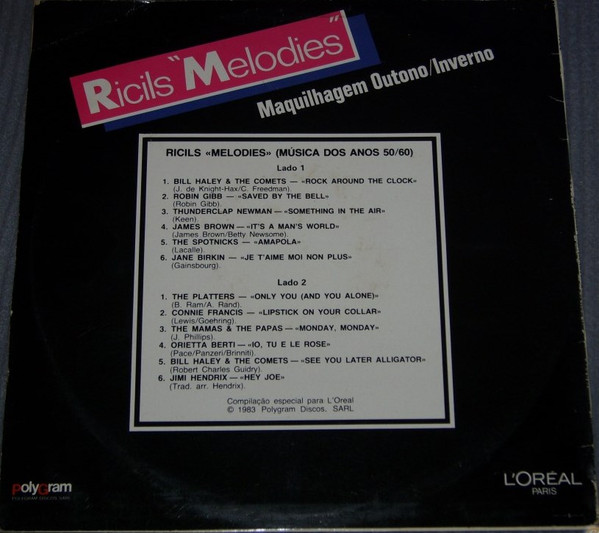 Ricils "Melodies"
Maquilhagem Outono/Inverno
RICILS «MELODIES» (MÚSICA DOS ANOS 50/60)
Lado 1
1. BILL HALEY & THE COMETS — «ROCK AROUND THE CLOCK»
(J. de Knight-Hax/C. Freedman).
2. ROBIN GIBB — «SAVED BY THE BELL»
(Robin Gibb).
3. THUNDERCLAP NEWMAN — «SOMETHING IN THE AIR»
(Keen).
4. JAMES BROWN — «IT'S A MAN'S WORLD»
(James Brown/Betty Newsome).
5. THE SPOTNICKS — «AMAPOLA»
(Lacalle).
6. JANE BIRKIN — «JE T'AIME MOI NON PLUS»
(Gainsbourg).
Lado 2
1. THE PLATTERS — «ONLY YOU (AND YOU ALONE)»
(B. Ram/A. Rand).
2. CONNIE FRANCIS — «LIPSTICK ON YOUR COLLAR»
(Lewis/Goehring).
3. THE MAMAS & THE PAPAS — «MONDAY, MONDAY»
(J. Phillips).
4. ORIETTA BERTI — «IO, TU E LE ROSE»
(Pace/Panzeri/Brinniti).
5. BILL HALEY & THE COMETS — «SEE YOU LATER ALLIGATOR»
(Robert Charles Guidry).
6. JIMI HENDRIX — «HEY JOE»
(Trad. arr. Hendrix).
Compilação especial para L'Oreal
© 1983 Polygram Discos, SARL
PolyGram
POLYGRAM DISCOS SARL
L'ORÉAL
PARIS